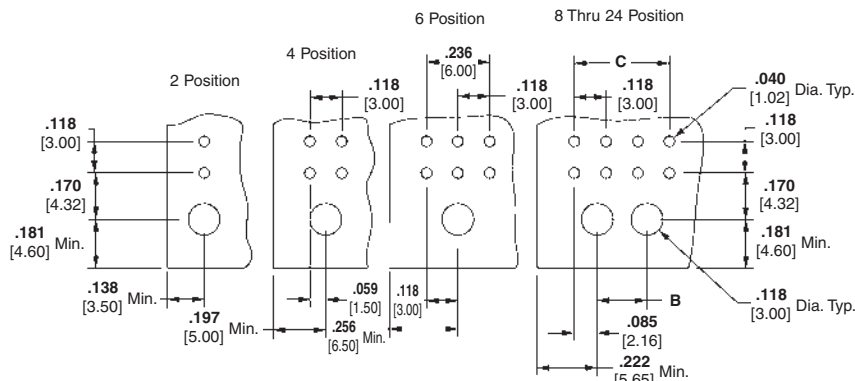 6 Position
8 Thru 24 Position
4 Position
2 Position
.236
[6.00]
C
.118
[3.00]
.118
[3.00]
.118
[3.00]
.040
[1.02] Dia. Typ.
.118
[3.00]
.118
[3.00]
.170
[4.32]
.170
[4.32]
.181
[4.60] Min.
.181
[4.60] Min.
.138
[3.50] Min.
.197
[5.00] Min.
.059
[1.50]
.256
[6.50] Min.
.118
[3.00]
B
.085
[2.16]
.118
[3.00] Dia. Typ.
.222
[5.65] Min.